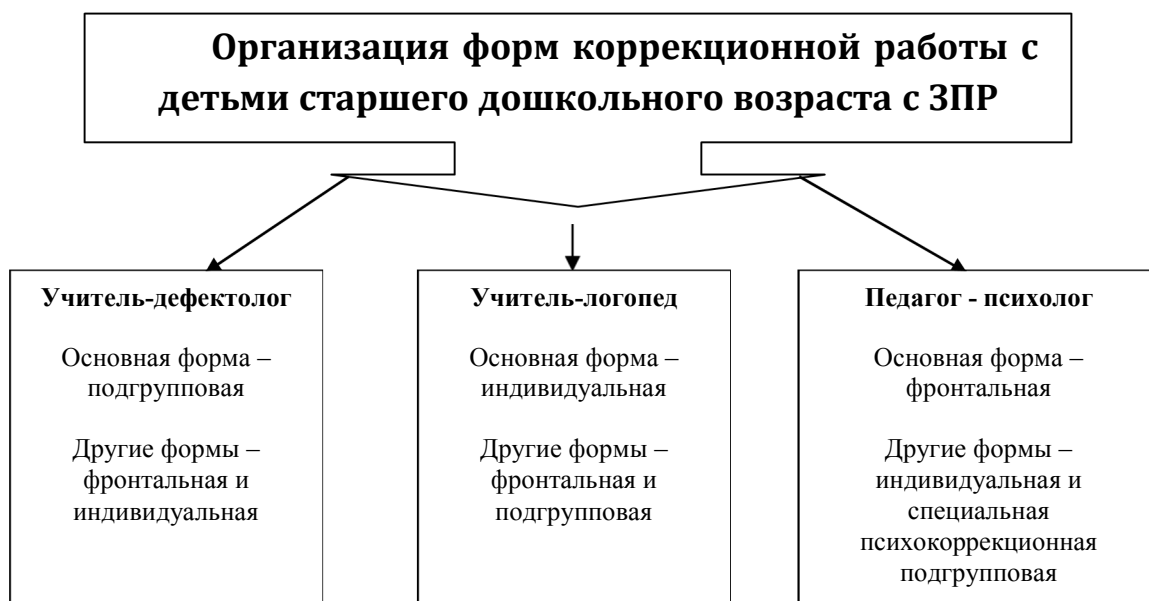 Организация форм коррекционной работы с
детьми старшего дошкольного возраста с ЗПР
Учитель-дефектолог
Основная форма –
подгрупповая
Другие формы –
фронтальная и
индивидуальная
Учитель-логопед
Основная форма –
индивидуальная
Другие формы –
фронтальная и
подгрупповая
Педагог - психолог
Основная форма –
фронтальная
Другие формы –
индивидуальная и
специальная
психокоррекционная
подгрупповая